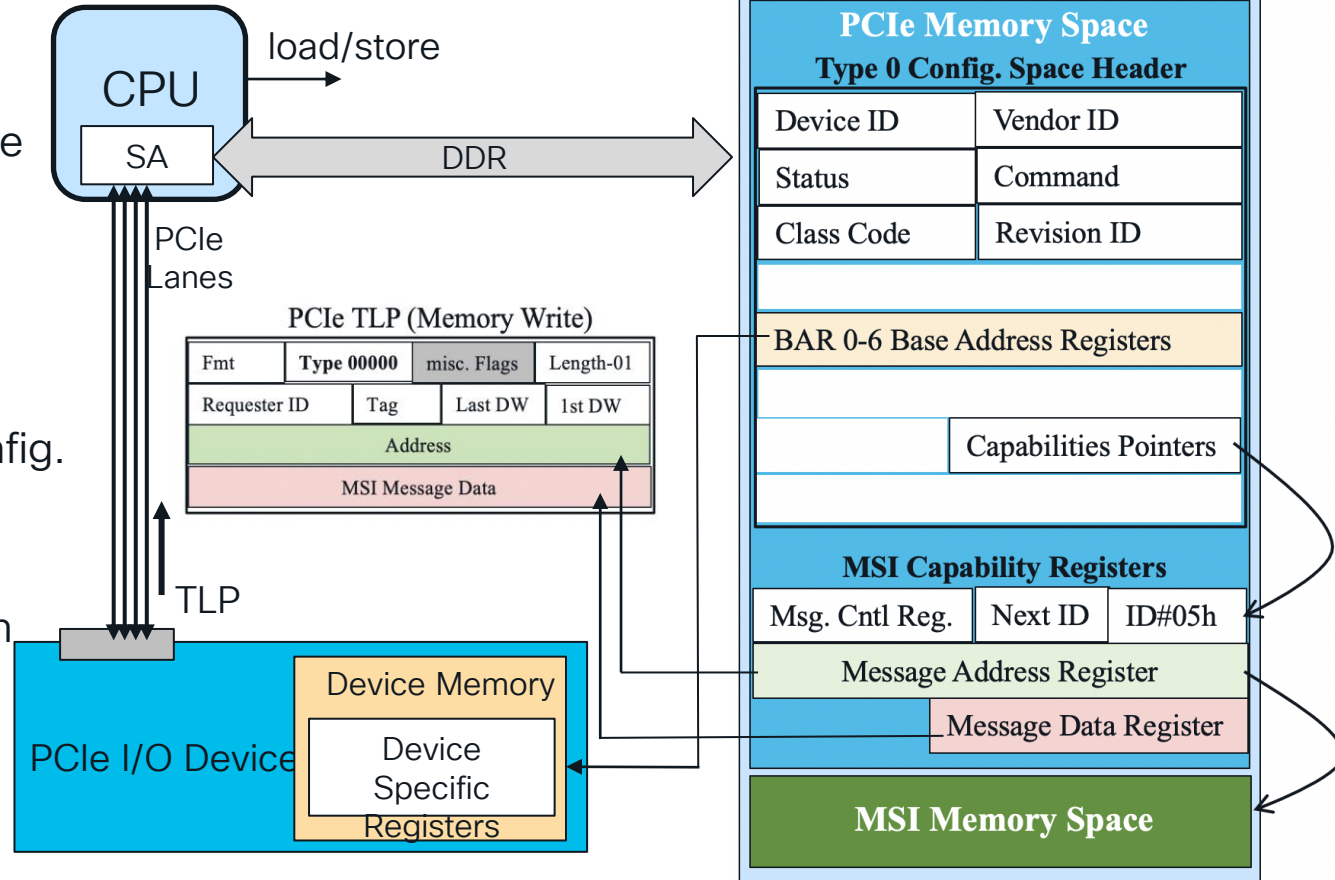 CPU
SA
load/store
DDR
e
PCIe
Lanes
PCIe TLP (Memory Write)
Fmt
Type 00000
misc. Flags
Length-01
Requester ID
Tag
Last DW
1st DW
Address
MSI Message Data
nfig.
TLP
n
PCIe I/O Device
Device Memory
Device
Specific
Registers
PCIe Memory Space
Type 0 Config. Space Header
Device ID
Vendor ID
Status
Command
Class Code
Revision ID
BAR 0-6 Base Address Registers
Capabilities Pointers
MSI Capability Registers
Msg. Cntl Reg.
Next ID
ID#05h
Message Address Register
Message Data Register
MSI Memory Space